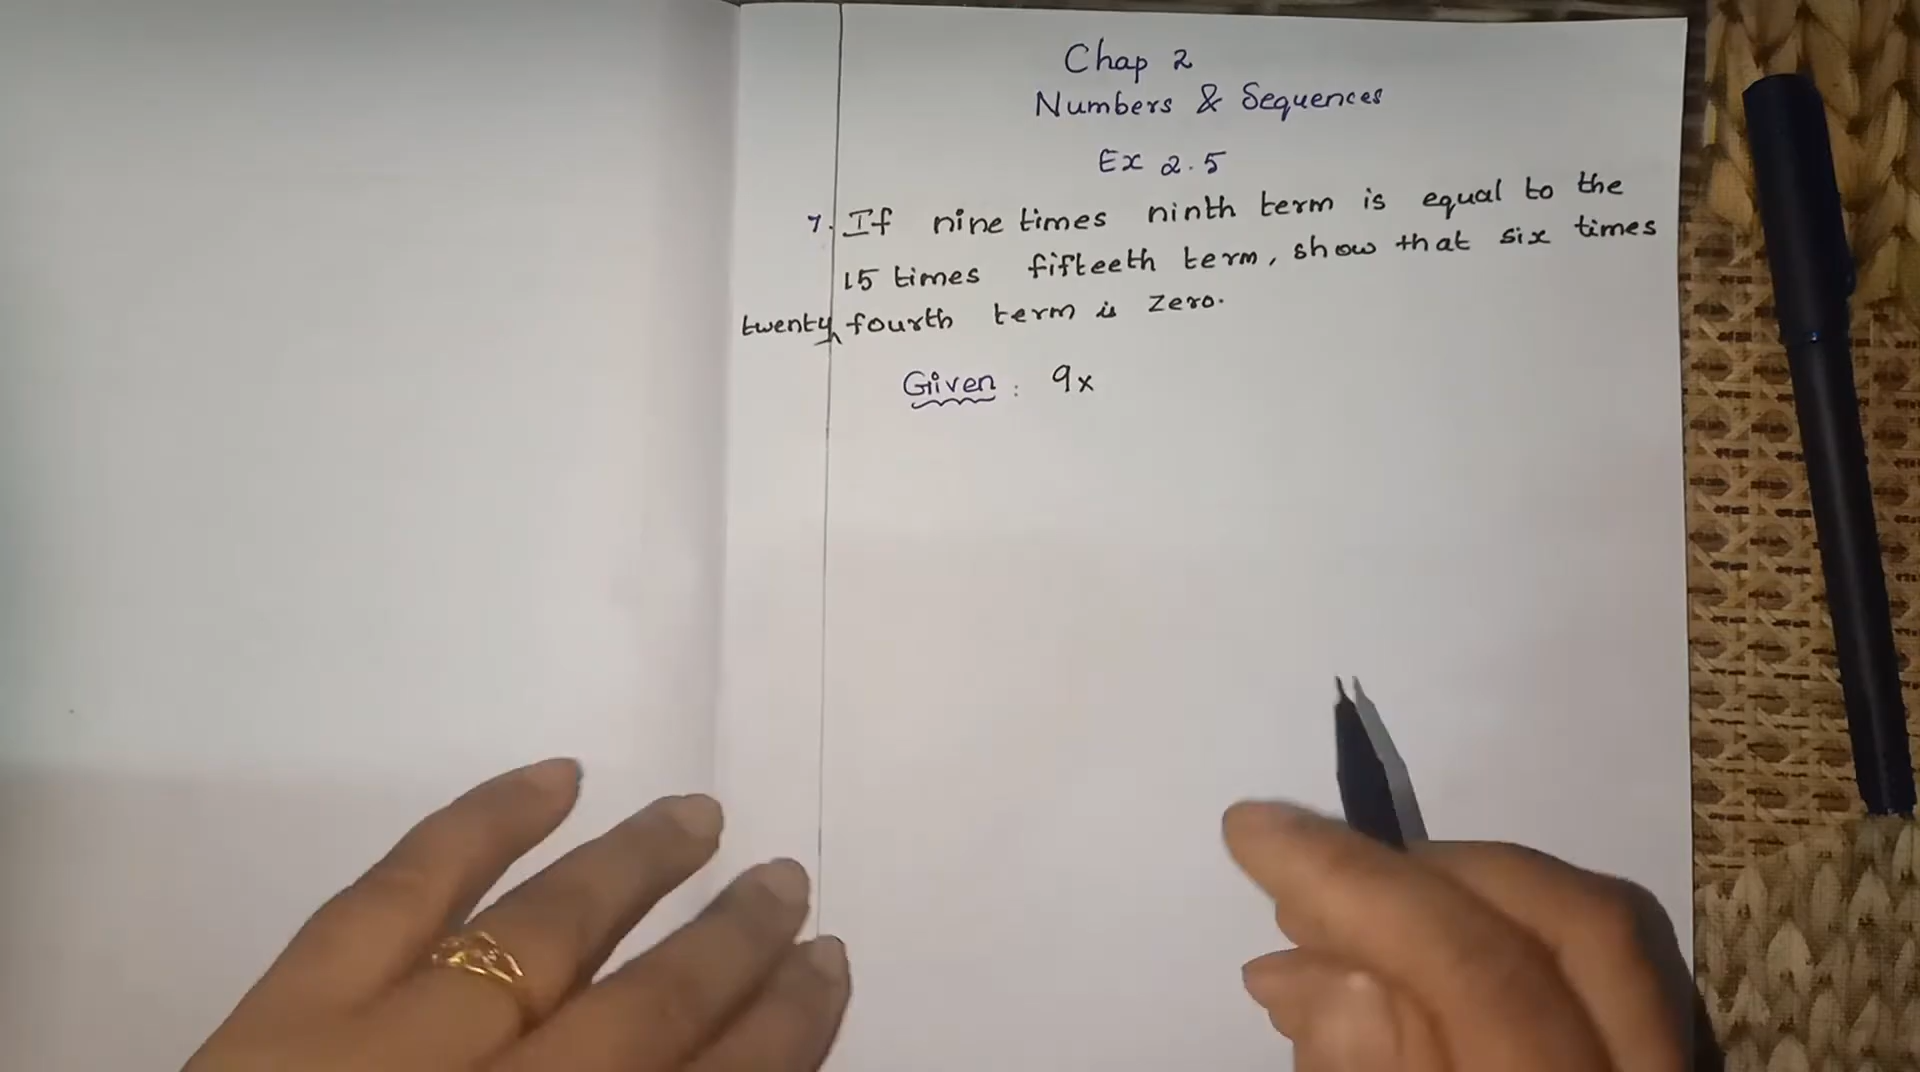 Chap 2
Numbers & Sequences
Ex 2.5
7. If nine times ninth term is equal to the
15 times fifteeth term, show that six times
twenty fourth term is zero.
Given : 9x